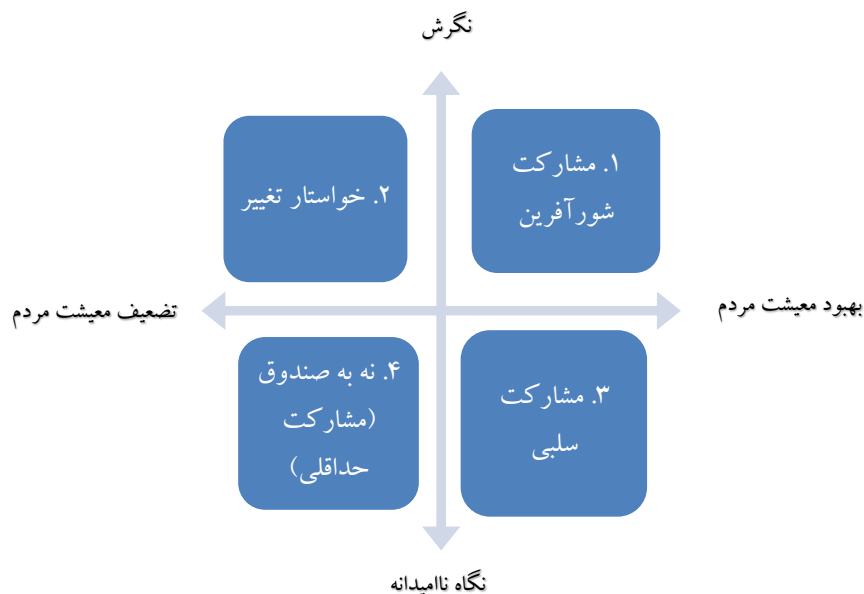 نگرش
۱. مشارکت
شورآفرین
۲. خواستار تغییر
بهبود معیشت مردم
تضعیف معیشت مردم
۳. مشارکت
سلبی
۴. نه به صندوق
(مشارکت
حداقلی)
نگاه ناامیدانه